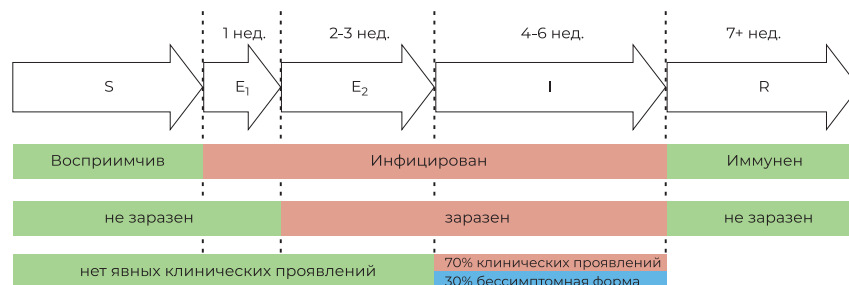 1 нед. 2-3 нед. 4-6 нед. 7+ нед.
S E1 E2 I R
Восприимчив Инфицирован Иммунен
не заразен заразен не заразен
70% клинических проявлений
нет явных клинических проявлений
30% бессимптомная форма